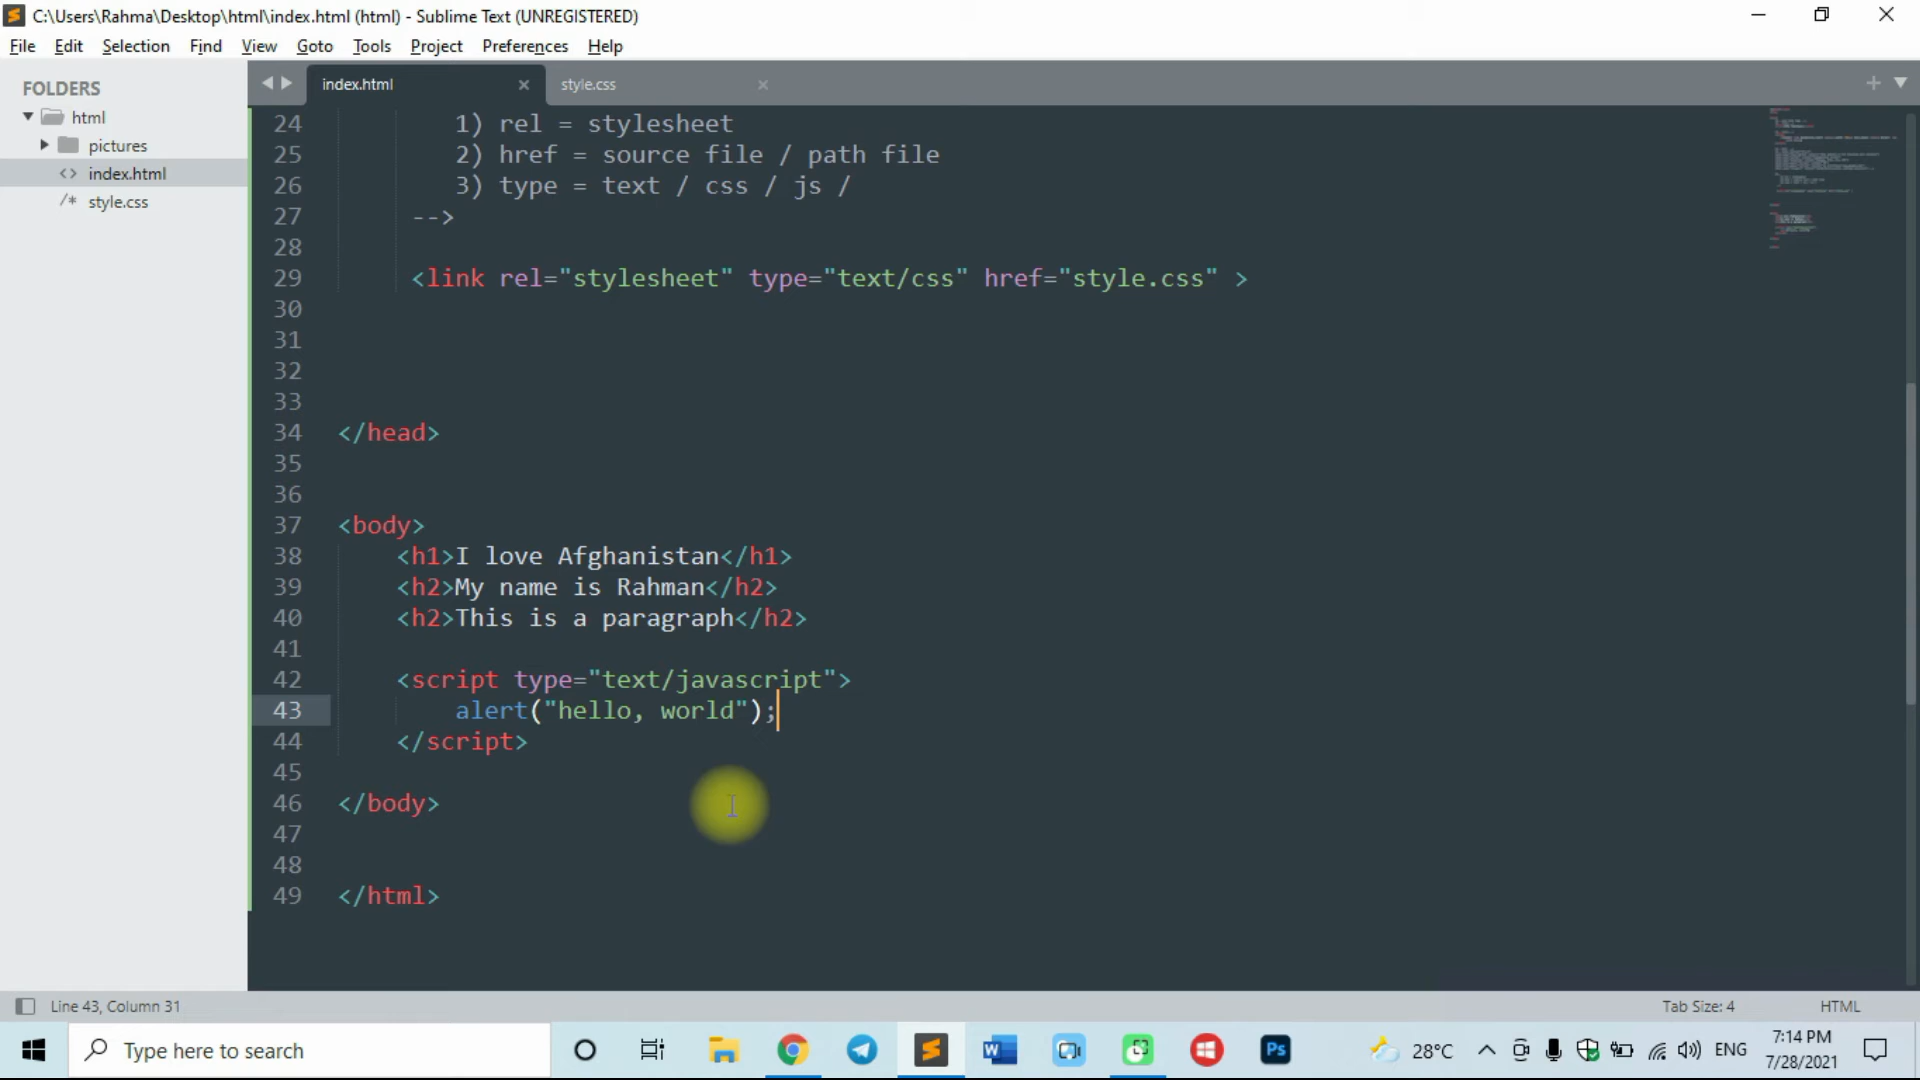 C:\Users\Rahma\Desktop\html\index.html (html) - Sublime Text (UNREGISTERED)
File Edit Selection Find View Goto Tools Project Preferences Help
FOLDERS
html
pictures
<> index.html
/* style.css
index.html
style.css
24 1) rel = stylesheet
25 2) href = source file / path file
26 3) type = text / css / js /
27 -->
28
29 <link rel="stylesheet" type="text/css" href="style.css" >
30
31
32
33
34 </head>
35
36
37 <body>
38 <h1>I love Afghanistan</h1>
39 <h2>My name is Rahman</h2>
40 <h2>This is a paragraph</h2>
41
42 <script type="text/javascript">
43 alert("hello, world");
44 </script>
45
46 </body>
47
48
49 </html>
Line 43, Column 31
Tab Size: 4
HTML
Type here to search
W
Ps
28°C
ENG
7:14 PM
7/28/2021